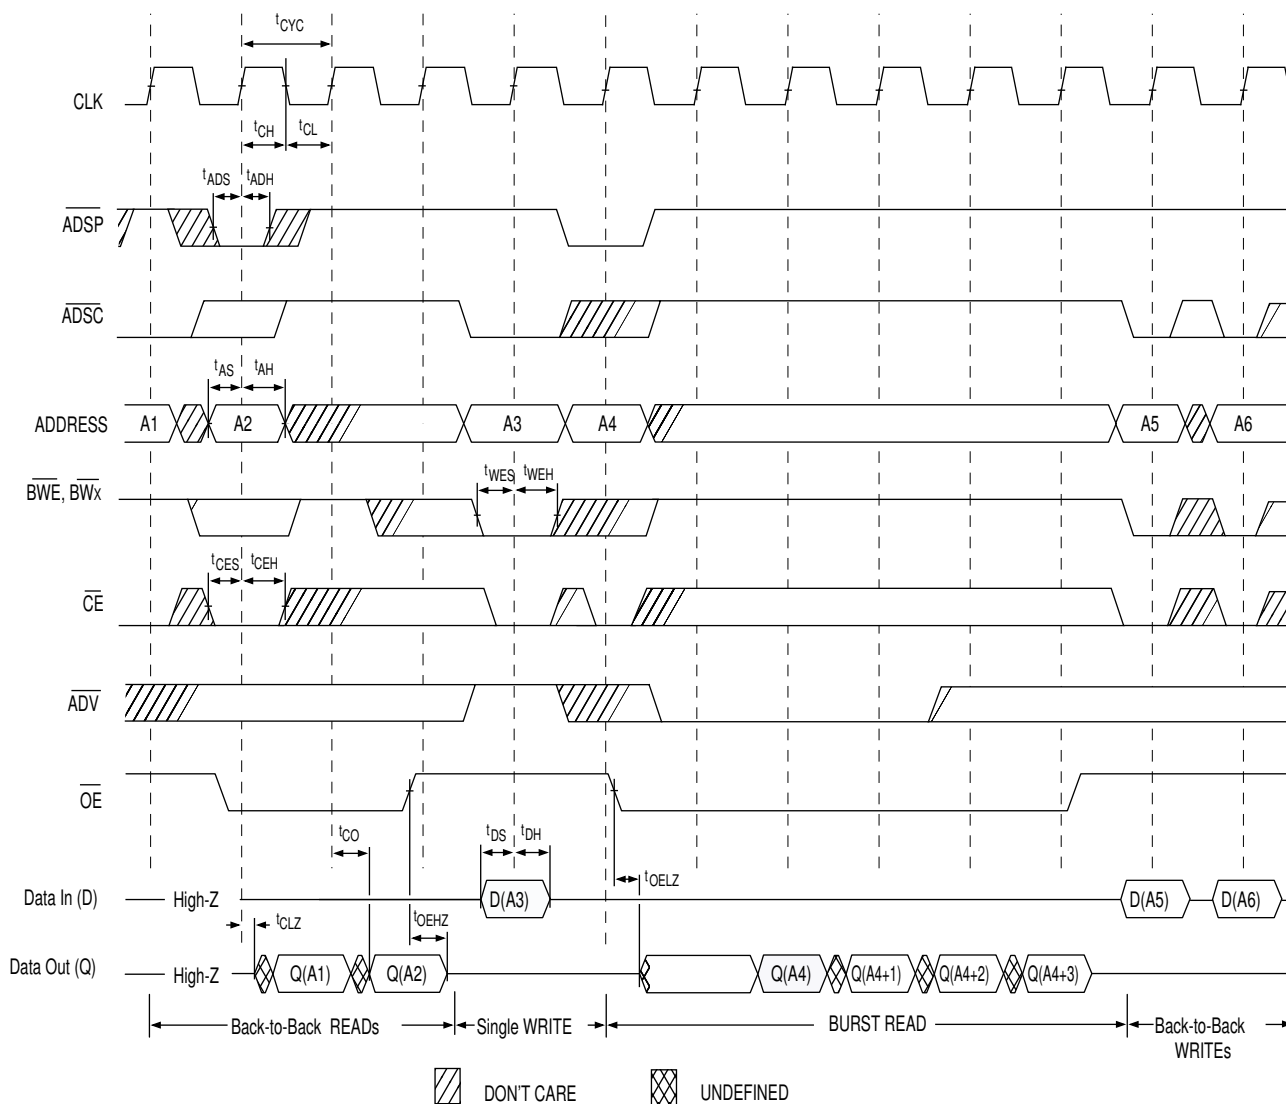 tCYC
CLK
tCH tCL
tADS tADH
ADSP
ADSC
tAS tAH
ADDRESS A1 A2 A3 A4 A5 A6
tWES tWEH
BWE, BWx
tCES tCEH
CE
ADV
OE
tCO tDS tDH
tOELZ
Data In (D) High-Z D(A3) D(A5) D(A6)
tCLZ tOEHZ
Data Out (Q) High-Z Q(A1) Q(A2) Q(A4) Q(A4+1) Q(A4+2) Q(A4+3)
Back-to-Back READs Single WRITE BURST READ Back-to-Back
WRITEs
DON'T CARE UNDEFINED